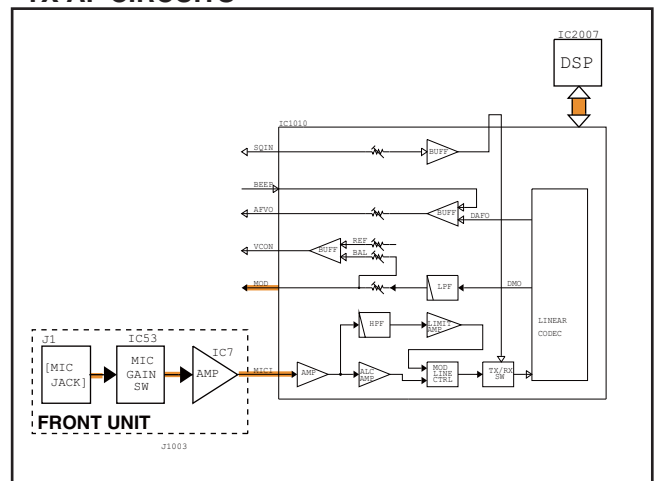 TX AF CIRCUITS
IC2007
DSP
IC1010
SQIN
BUFF
BEEP
AFVO
BUFF
DAFO
VCON
BUFF
REF
BAL
MOD
LPF
DMO
LINEAR
CODEC
HPF
LIMIT
AMP
J1
[MIC
JACK]
IC53
MIC
GAIN
SW
IC7
AMP
MICI
AMP
ALC
AMP
MOD
LINE
CTRL
TX/RX
SW
FRONT UNIT
J1003